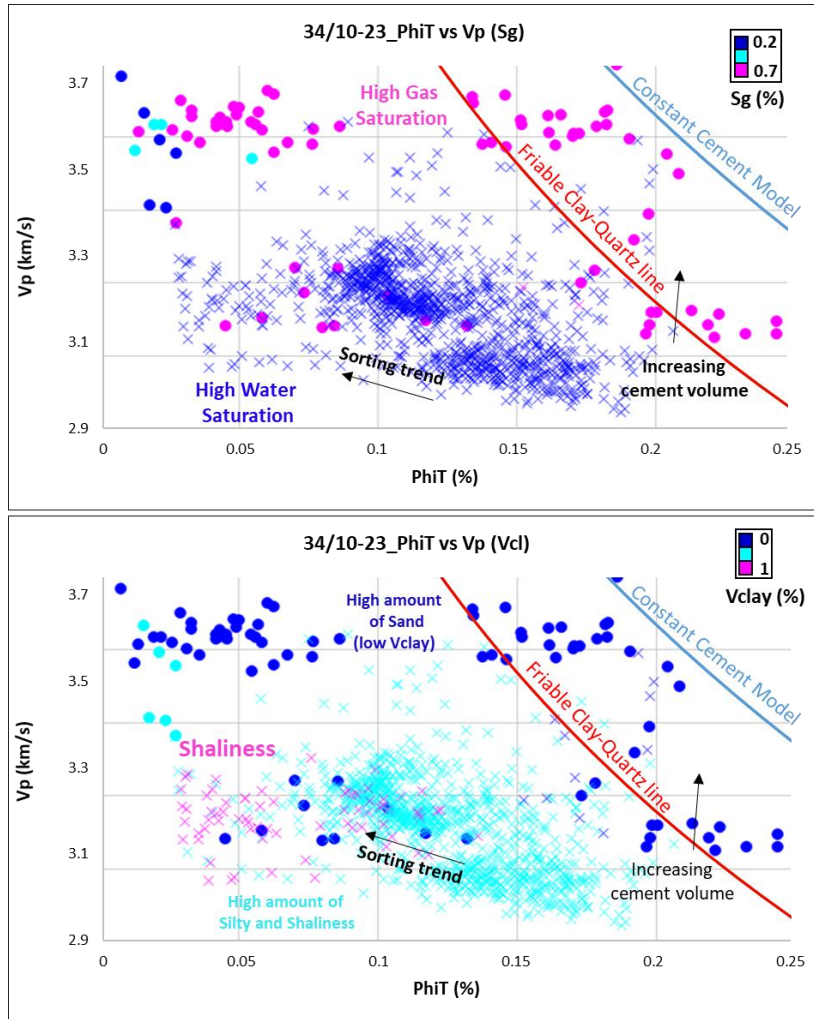 34/10-23_PhiT vs Vp (Sg)
0.2
0.7
Sg (%)
3.7
3.5
3.3
3.1
2.9
Vp (km/s)
High Gas
Saturation
Constant Cement Model
Friable Clay-Quartz line
Sorting trend
High Water
Saturation
Increasing
cement volume
0
0.05
0.1
0.15
0.2
0.25
PhiT (%)
34/10-23_PhiT vs Vp (Vcl)
0
1
Vclay (%)
3.7
3.5
3.3
3.1
2.9
Vp (km/s)
High amount
of Sand
(low Vclay)
Constant Cement Model
Friable Clay-Quartz line
Shaliness
Sorting trend
High amount of
Silty and Shaliness
Increasing
cement volume
0
0.05
0.1
0.15
0.2
0.25
PhiT (%)